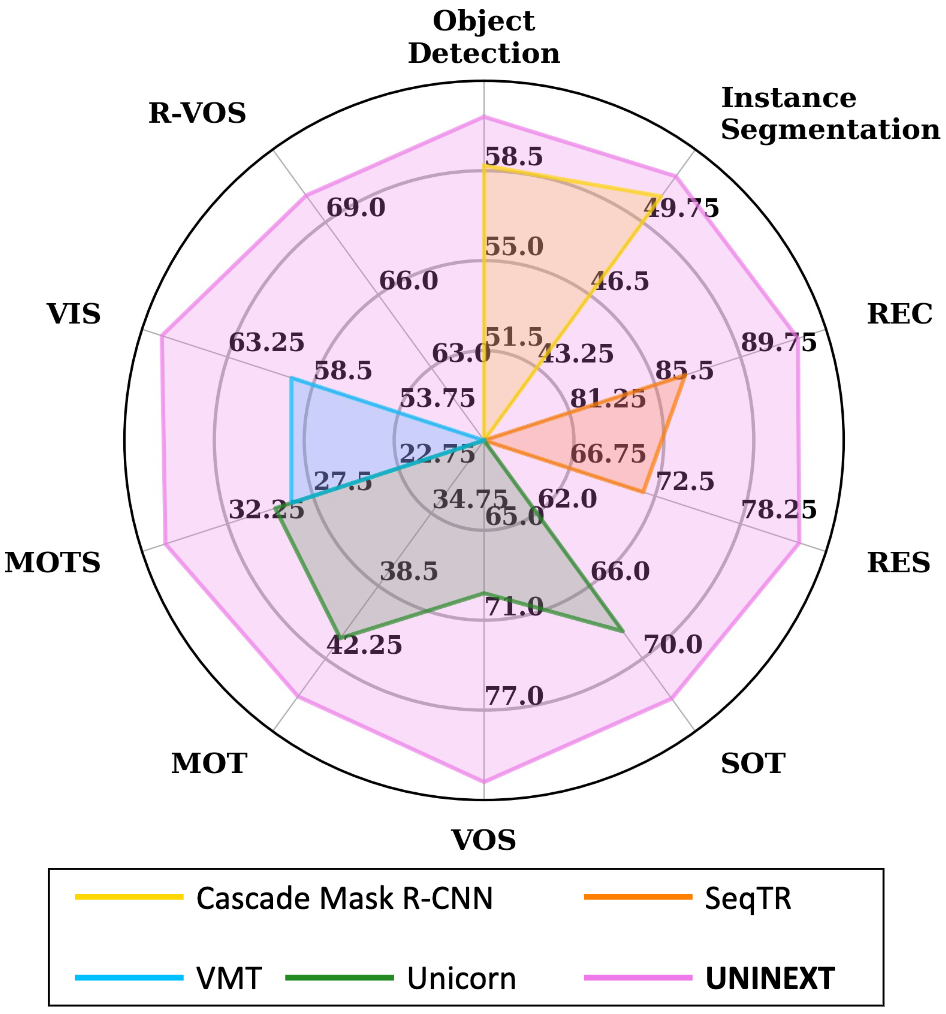 Object
Detection
Instance
Segmentation
R-VOS
58.5
69.0
49.75
55.0
66.0
46.5
VIS
REC
51.5
63.0
43.25
63.25
89.75
58.5
85.5
53.75
81.25
22.75
66.75
27.5
72.5
34.75
62.0
32.25
65.0
78.25
MOTS
RES
38.5
66.0
71.0
42.25
70.0
77.0
MOT
SOT
VOS
Cascade Mask R-CNN
SeqTR
VMT
Unicorn
UNINEXT